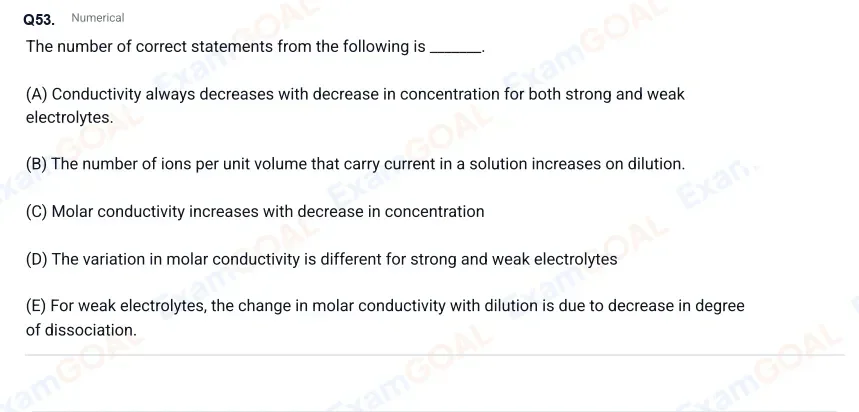 Q53. Numerical
The number of correct statements from the following is ______.
(A) Conductivity always decreases with decrease in concentration for both strong and weak
electrolytes.
(B) The number of ions per unit volume that carry current in a solution increases on dilution.
(C) Molar conductivity increases with decrease in concentration
(D) The variation in molar conductivity is different for strong and weak electrolytes
(E) For weak electrolytes, the change in molar conductivity with dilution is due to decrease in degree
of dissociation.
ExamGOAL